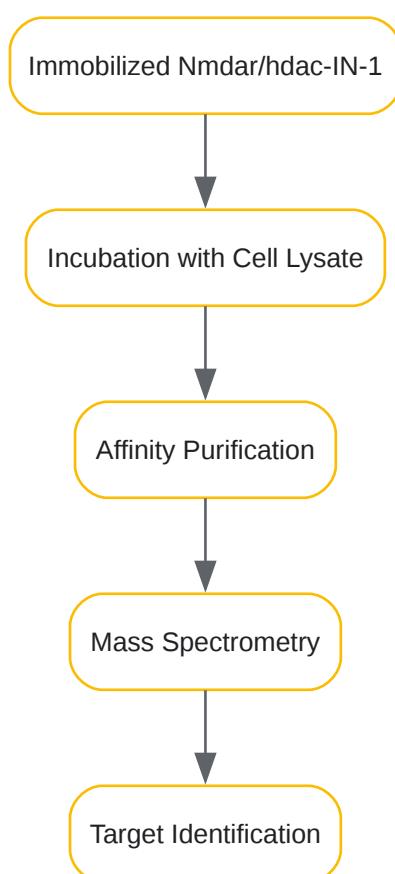 Immobilized Nmdar/hdac-IN-1
Incubation with Cell Lysate
Affinity Purification
Mass Spectrometry
Target Identification